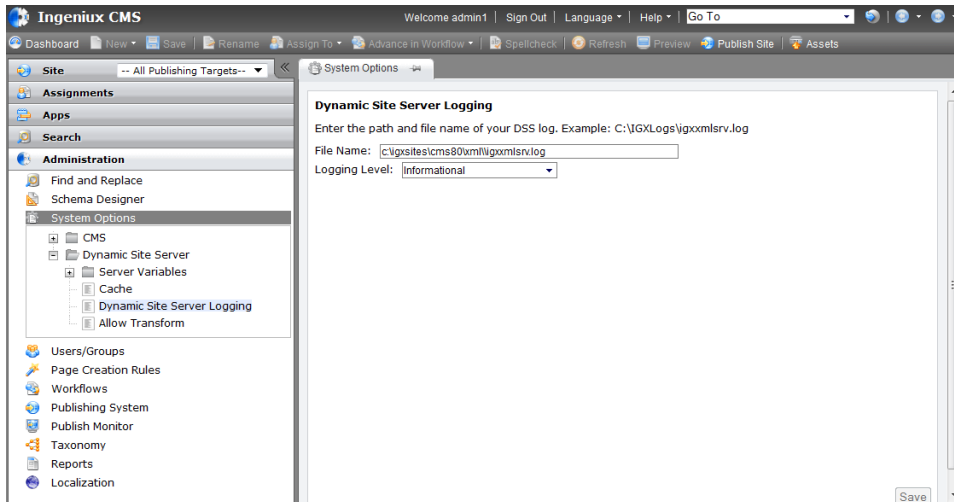 Ingeniux CMS
Welcome admin1 | Sign Out | Language | Help | Go To
Dashboard New Save Rename Assign To Advance in Workflow Spellcheck Refresh Preview Publish Site Assets
Site -- All Publishing Targets--
System Options
Assignments
Apps
Search
Administration
Find and Replace
Schema Designer
System Options
CMS
Dynamic Site Server
Server Variables
Cache
Dynamic Site Server Logging
Allow Transform
Users/Groups
Page Creation Rules
Workflows
Publishing System
Publish Monitor
Taxonomy
Reports
Localization
Dynamic Site Server Logging
Enter the path and file name of your DSS log. Example: C:\IGXLogs\igxxmlsrv.log
File Name: c:\igxsites\cms80\xml\\igxxmlsrv.log
Logging Level: Informational
Save